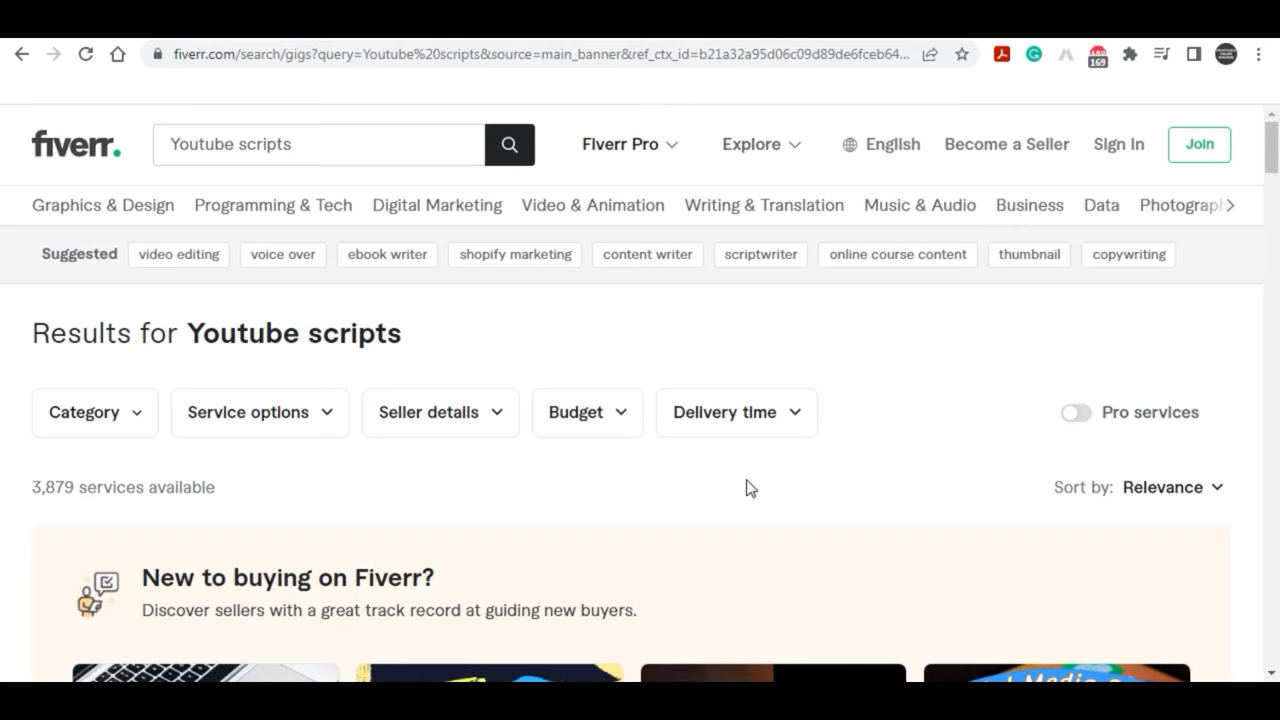 fiverr.com/search/gigs?query=Youtube%20scripts&source=main_banner&ref_ctx_id=b21a32a95d06c09d89de6fceb64...
169
fiverr.
Youtube scripts
Fiverr Pro
Explore
English
Become a Seller
Sign In
Join
Graphics & Design
Programming & Tech
Digital Marketing
Video & Animation
Writing & Translation
Music & Audio
Business
Data
Photograph
Suggested
video editing
voice over
ebook writer
shopify marketing
content writer
scriptwriter
online course content
thumbnail
copywriting
Results for Youtube scripts
Category
Service options
Seller details
Budget
Delivery time
Pro services
3,879 services available
Sort by: Relevance
New to buying on Fiverr?
Discover sellers with a great track record at guiding new buyers.